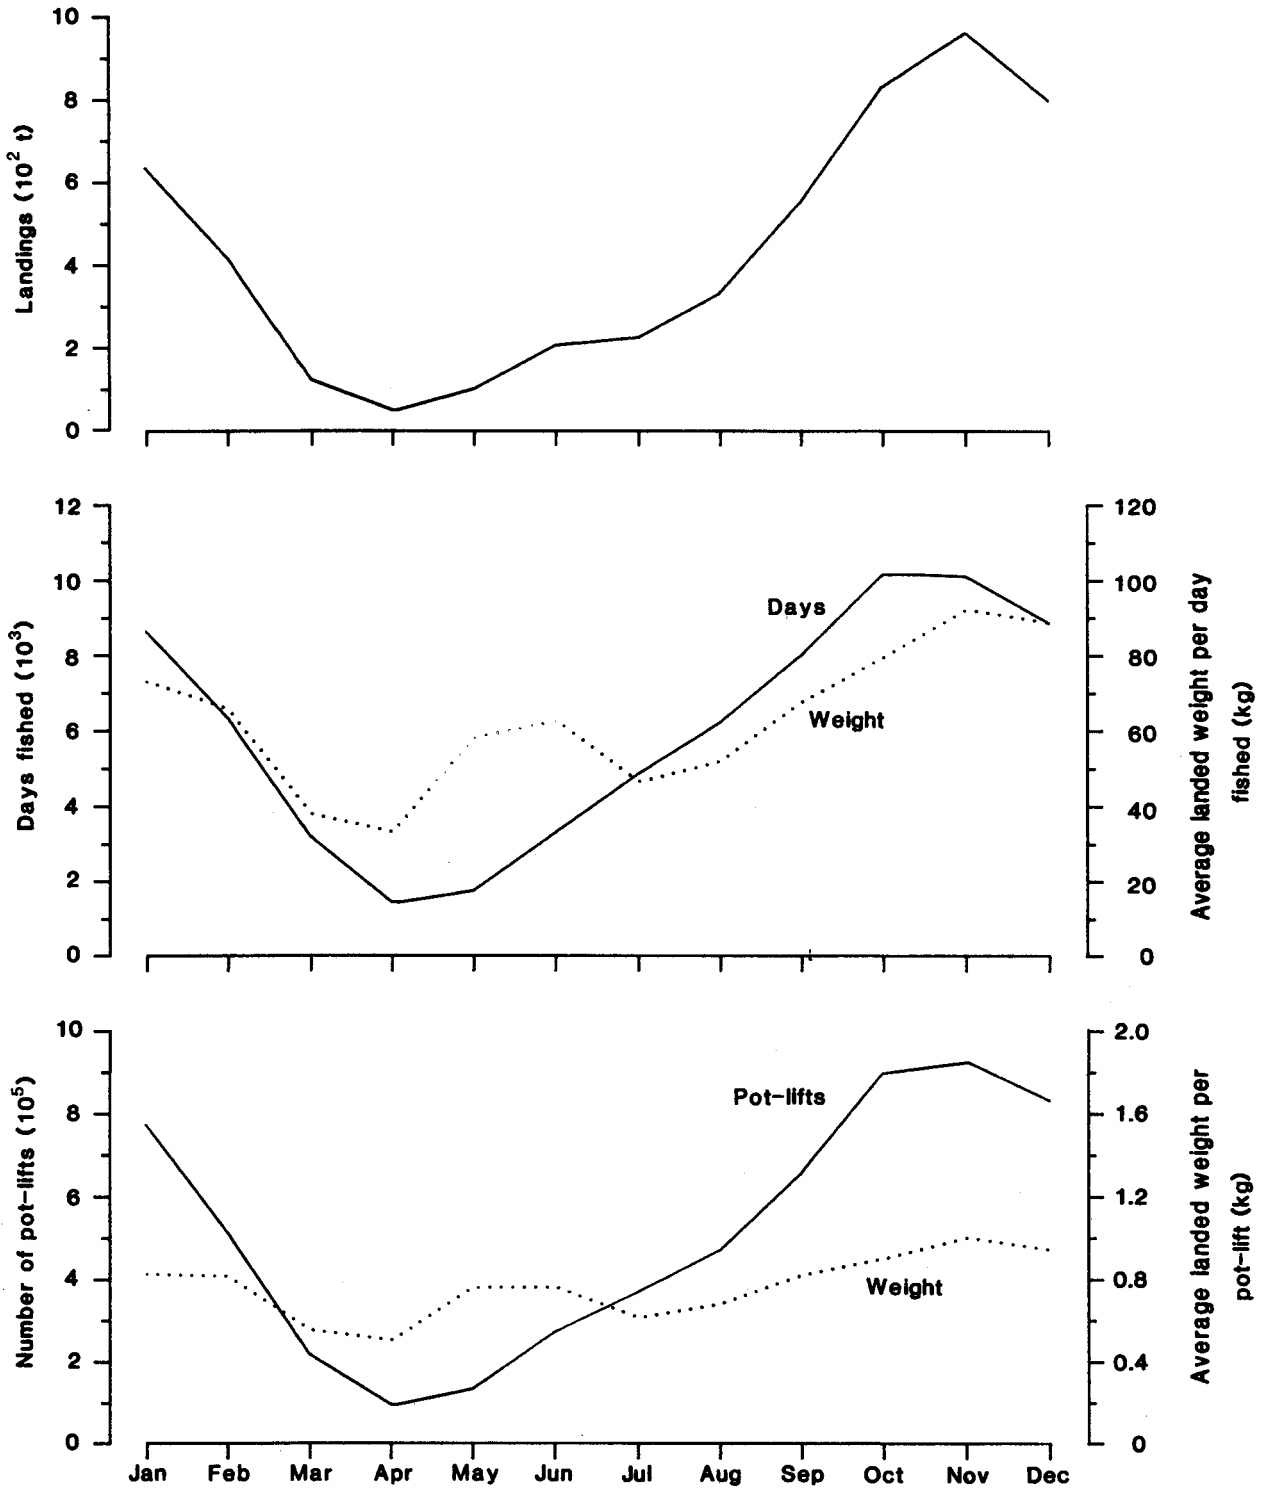 10
8
6
4
2
0
Landings (10² t)
12
10
8
6
4
2
0
Days fished (10³)
Days
Weight
120
100
80
60
40
20
0
Average landed weight per day
fished (kg)
10
8
6
4
2
0
Number of pot-lifts (10⁵)
Pot-lifts
Weight
2.0
1.6
1.2
0.8
0.4
0
Average landed weight per
pot-lift (kg)
Jan Feb Mar Apr May Jun Jul Aug Sep Oct Nov Dec